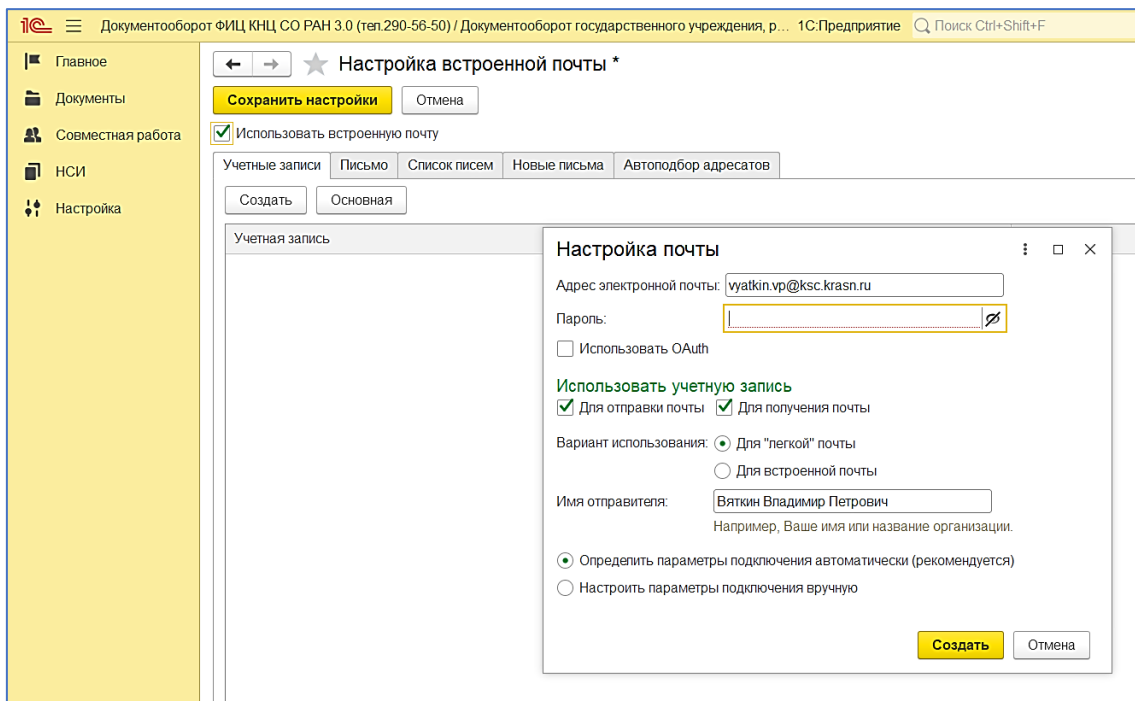 1С Документооборот ФИЦ КНЦ СО РАН 3.0 (тел.290-56-50) / Документооборот государственного учреждения, р... 1С:Предприятие Поиск Ctrl+Shift+F
Главное
Документы
Совместная работа
НСИ
Настройка
Настройка встроенной почты *
Сохранить настройки Отмена
Использовать встроенную почту
Учетные записи Письмо Список писем Новые письма Автоподбор адресатов
Создать Основная
Учетная запись
Настройка почты
Адрес электронной почты: vyatkin.vp@ksc.krasn.ru
Пароль:
Использовать OAuth
Использовать учетную запись
Для отправки почты Для получения почты
Вариант использования: Для "легкой" почты
Для встроенной почты
Имя отправителя: Вяткин Владимир Петрович
Например, Ваше имя или название организации.
Определить параметры подключения автоматически (рекомендуется)
Настроить параметры подключения вручную
Создать Отмена